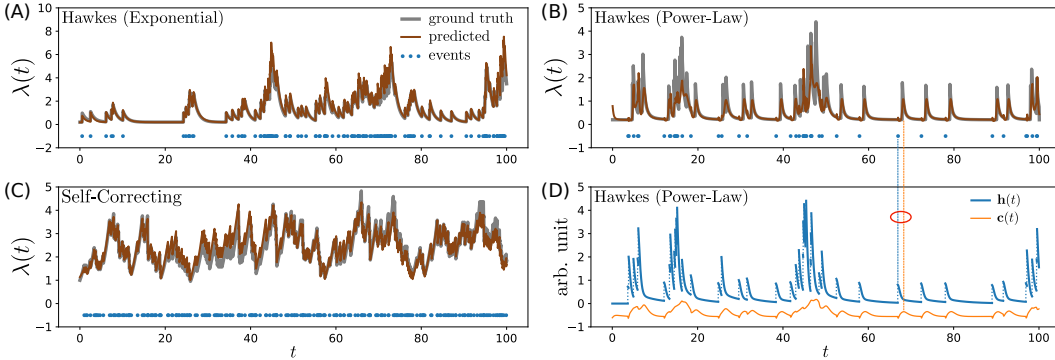 (A)
Hawkes (Exponential)
ground truth
predicted
events
λ(t)
10
8
6
4
2
0
−2
0 20 40 60 80 100
(B)
Hawkes (Power-Law)
λ(t)
5
4
3
2
1
0
−1
0 20 40 60 80 100
(C)
Self-Correcting
λ(t)
5
4
3
2
1
0
−1
0 20 40 60 80 100
t
(D)
Hawkes (Power-Law)
h(t)
c(t)
arb. unit
5
4
3
2
1
0
−1
0 20 40 60 80 100
t